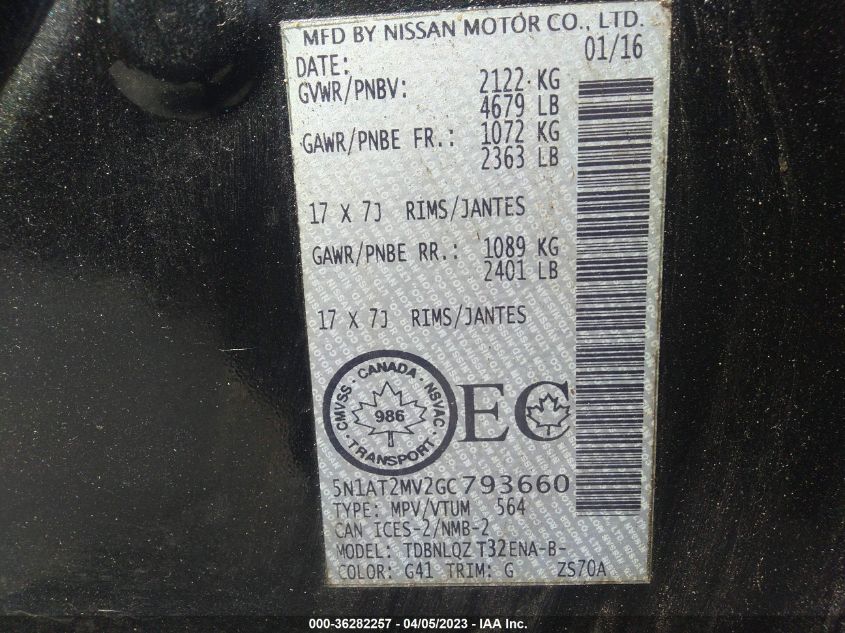 MFD BY NISSAN MOTOR CO., LTD.
DATE: 01/16
GVWR/PNBV: 2122 KG
4679 LB
GAWR/PNBE FR.: 1072 KG
2363 LB
17 X 7J RIMS/JANTES
GAWR/PNBE RR.: 1089 KG
2401 LB
17 X 7J RIMS/JANTES
CMVSS · CANADA · NSVAC
986
· TRANSPORT ·
EC
5N1AT2MV2GC793660
TYPE: MPV/VTUM 564
CAN ICES-2/NMB-2
MODEL: TDBNLQZ T32ENA-B-
COLOR: G41 TRIM: G ZS70A
000-36282257 - 04/05/2023 - IAA Inc.